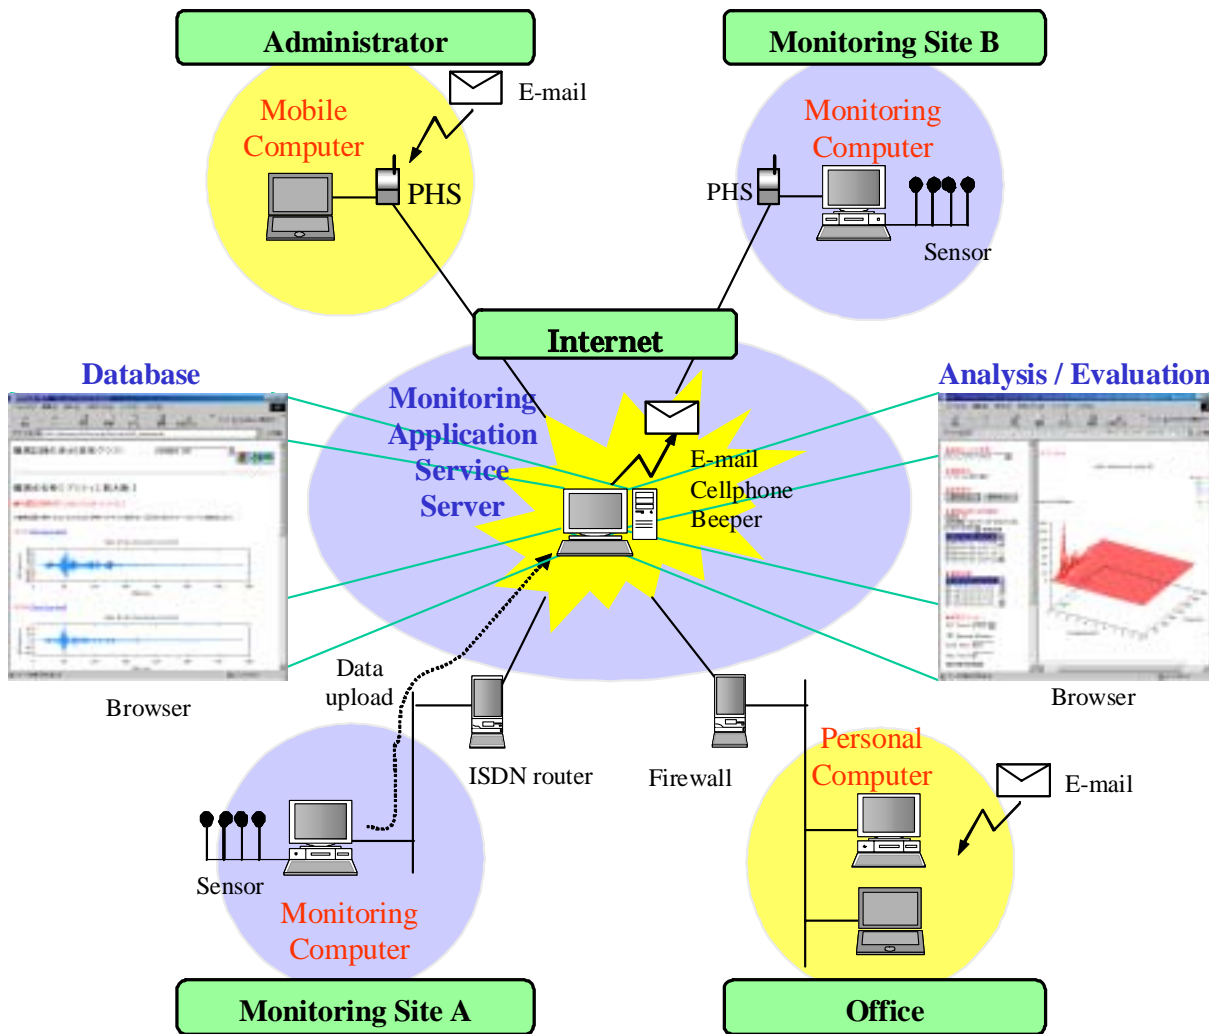 Administrator
Monitoring Site B
E-mail
Mobile
Computer
PHS
Monitoring
Computer
PHS
Sensor
Internet
Database
Analysis / Evaluation
Monitoring
Application
Service
Server
E-mail
Cellphone
Beeper
Data
upload
Browser
Browser
ISDN router
Firewall
Personal
Computer
E-mail
Sensor
Monitoring
Computer
Monitoring Site A
Office